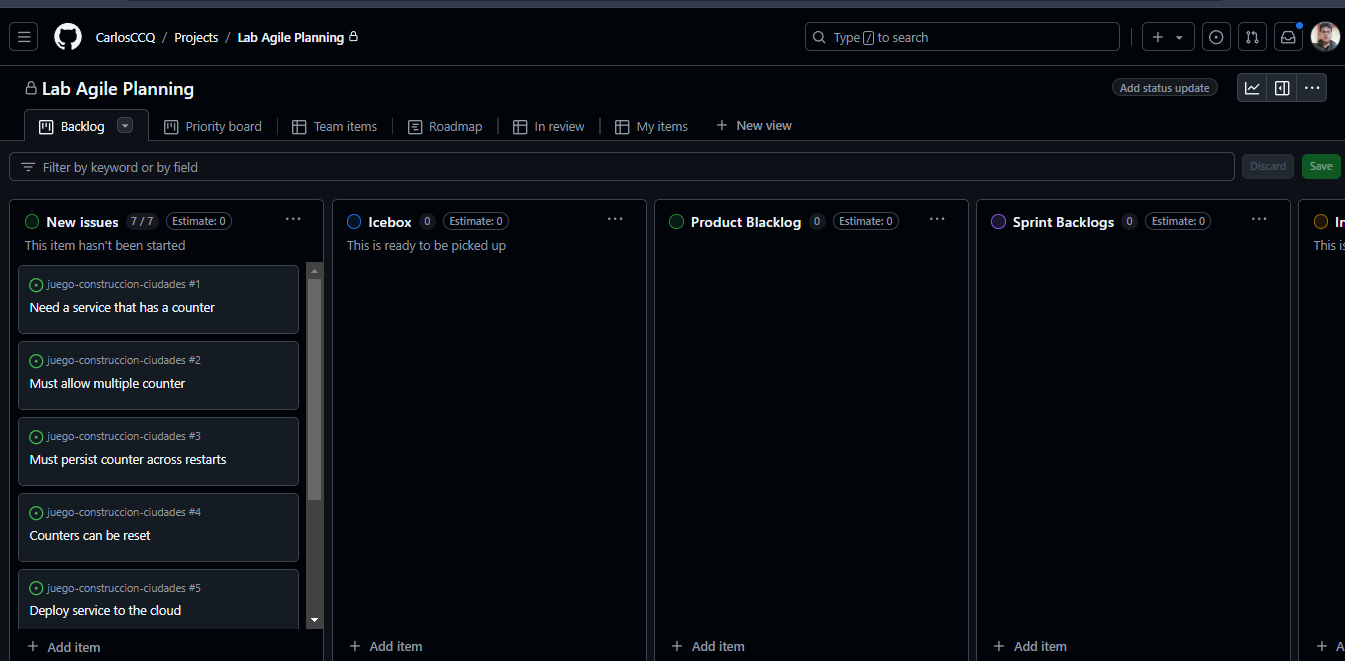 CarlosCCQ / Projects / Lab Agile Planning
Type / to search
Lab Agile Planning
Add status update
Backlog
Priority board
Team items
Roadmap
In review
My items
New view
Filter by keyword or by field
Discard
Save
New issues 7 / 7 Estimate: 0
This item hasn't been started
juego-construccion-ciudades #1
Need a service that has a counter
juego-construccion-ciudades #2
Must allow multiple counter
juego-construccion-ciudades #3
Must persist counter across restarts
juego-construccion-ciudades #4
Counters can be reset
juego-construccion-ciudades #5
Deploy service to the cloud
+ Add item
Icebox 0 Estimate: 0
This is ready to be picked up
+ Add item
Product Blacklog 0 Estimate: 0
+ Add item
Sprint Backlogs 0 Estimate: 0
+ Add item
This is